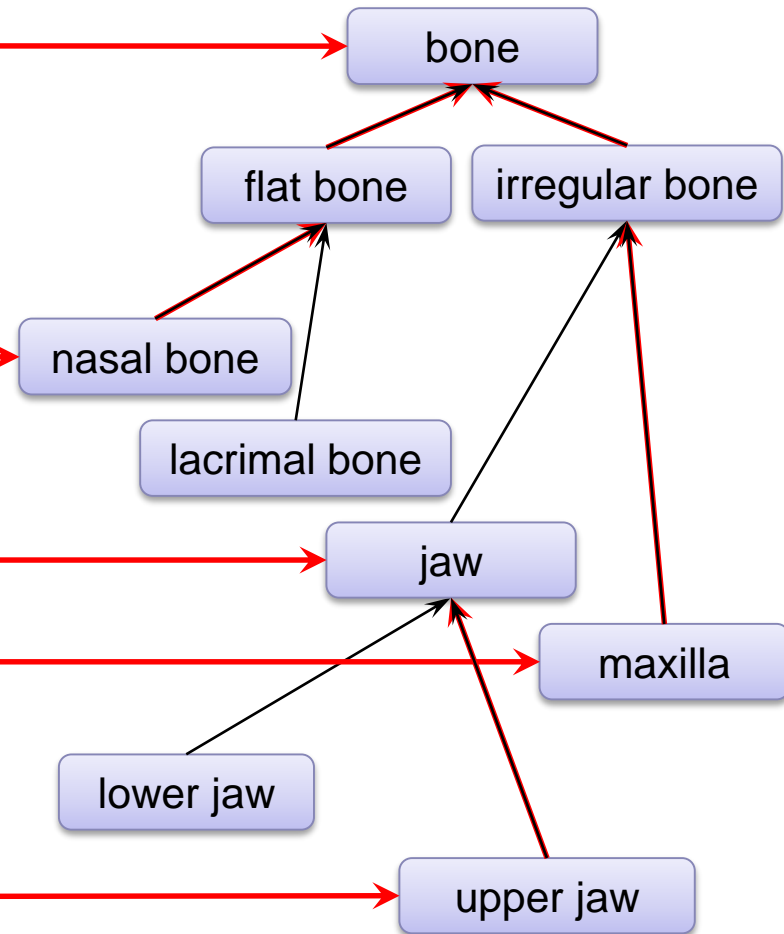 bone
flat bone
irregular bone
nasal bone
lacrimal bone
jaw
maxilla
lower jaw
upper jaw